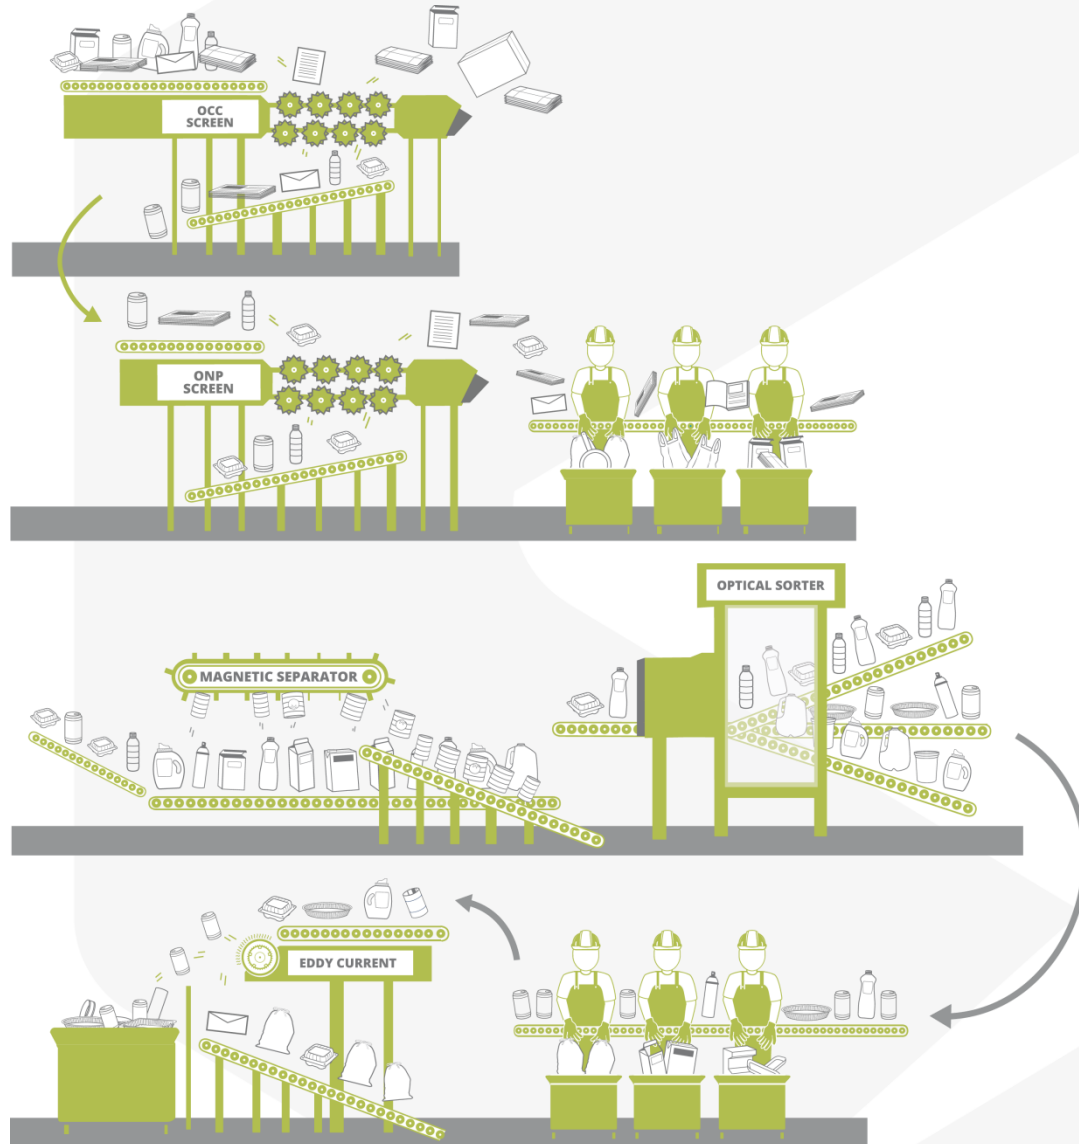 OCC
SCREEN
ONP
SCREEN
OPTICAL SORTER
MAGNETIC SEPARATOR
EDDY CURRENT